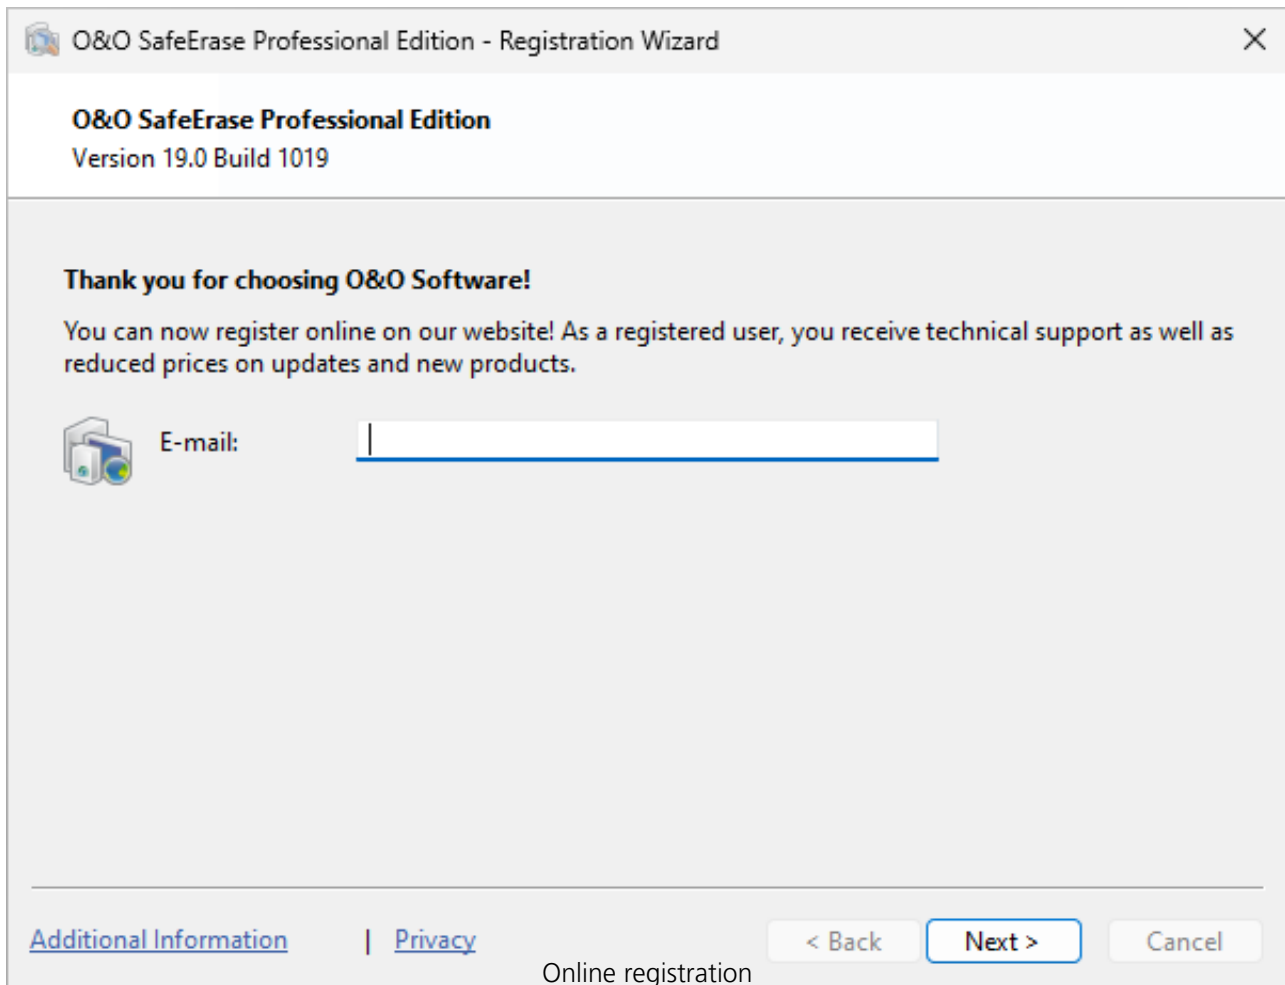 O&O SafeErase Professional Edition - Registration Wizard
O&O SafeErase Professional Edition
Version 19.0 Build 1019
Thank you for choosing O&O Software!
You can now register online on our website! As a registered user, you receive technical support as well as
reduced prices on updates and new products.
E-mail:
Additional Information | Privacy < Back Next > Cancel
Online registration